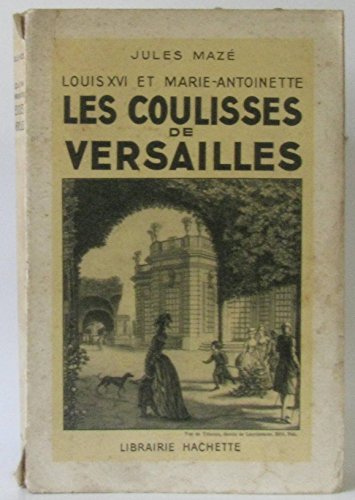 JULES MAZÉ
LOUIS XVI ET MARIE-ANTOINETTE
LES COULISSES
DE
VERSAILLES
LIBRAIRIE HACHETTE